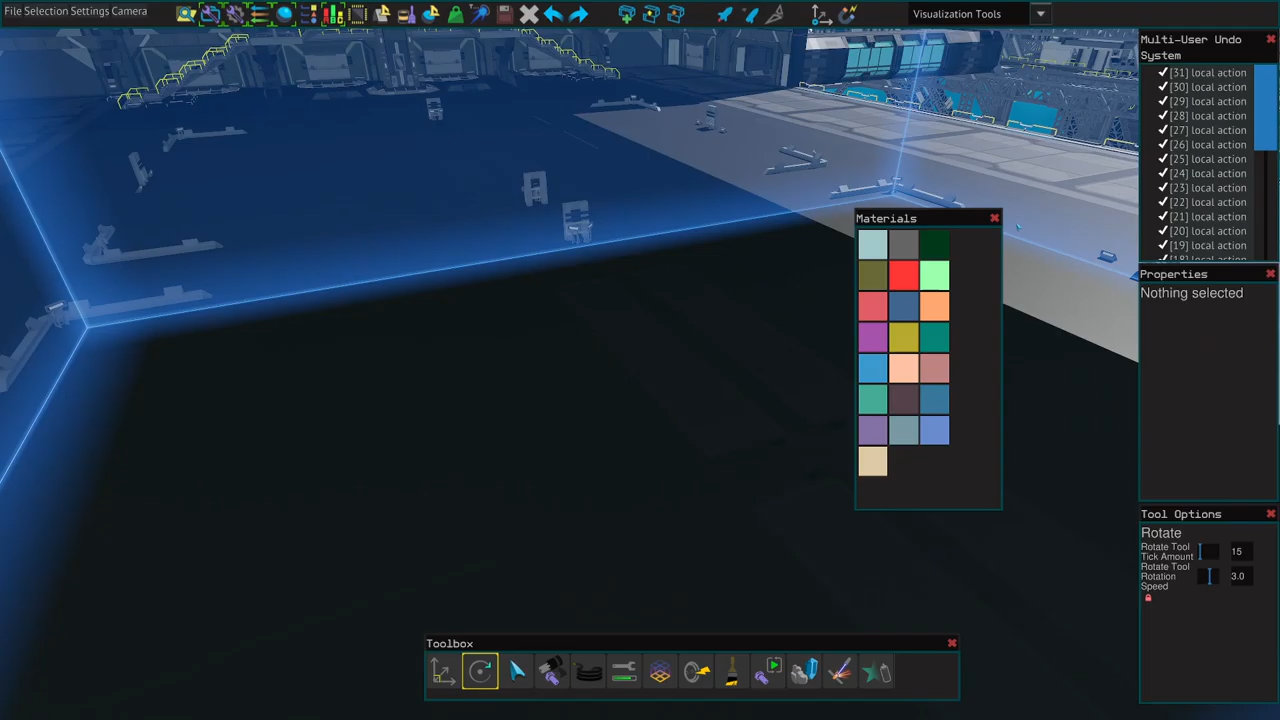 File Selection Settings Camera
Visualization Tools
Multi-User Undo
System
[31] local action
[30] local action
[29] local action
[28] local action
[27] local action
[26] local action
[25] local action
[24] local action
[23] local action
[22] local action
[21] local action
[20] local action
[19] local action
[18] local action
Materials
Properties
Nothing selected
Tool Options
Rotate
Rotate Tool
Tick Amount
15
Rotate Tool
Rotation
Speed
3.0
Toolbox